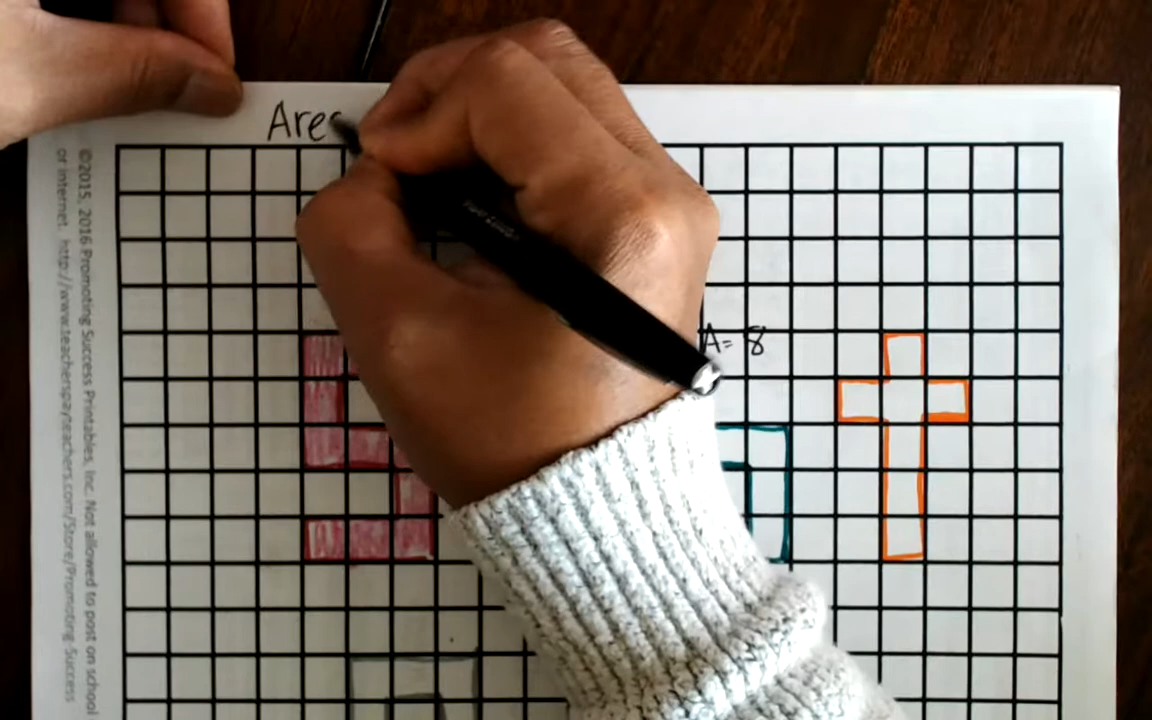 Area
A= 8
©2015, 2016 Promoting Success Printables, Inc. Not allowed to post on school
or internet. http://www.teacherspayteachers.com/Store/Promoting-Success